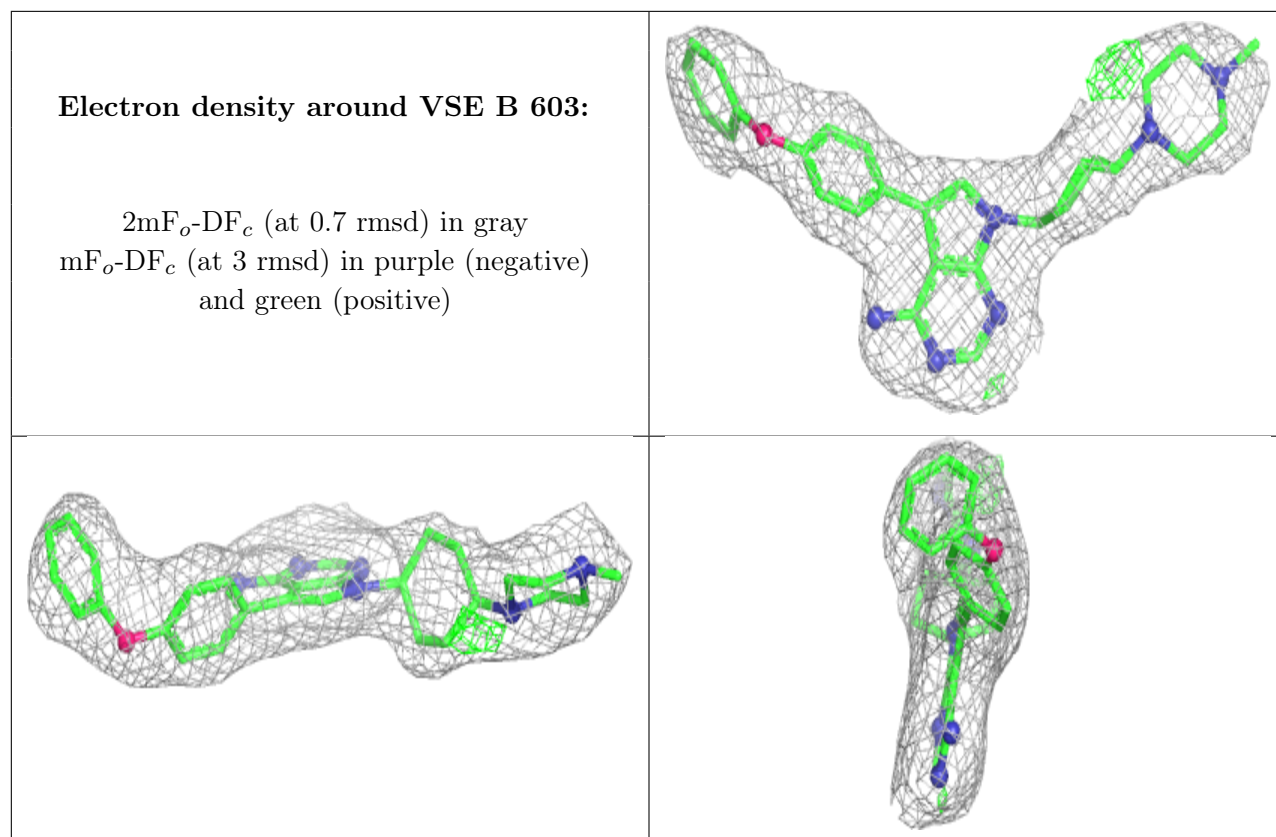 Electron density around VSE B 603:
2mFo-DFc (at 0.7 rmsd) in gray
mFo-DFc (at 3 rmsd) in purple (negative)
and green (positive)